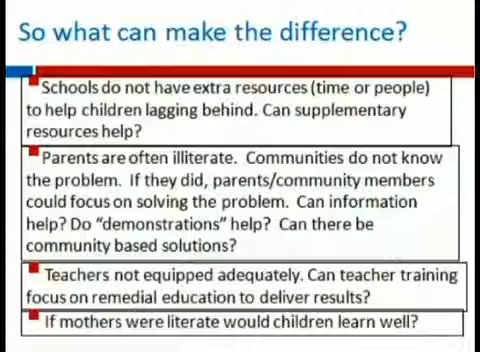 So what can make the difference?
Schools do not have extra resources (time or people)
to help children lagging behind. Can supplementary
resources help?
Parents are often illiterate. Communities do not know
the problem. If they did, parents/community members
could focus on solving the problem. Can information
help? Do "demonstrations" help? Can there be
community based solutions?
Teachers not equipped adequately. Can teacher training
focus on remedial education to deliver results?
If mothers were literate would children learn well?